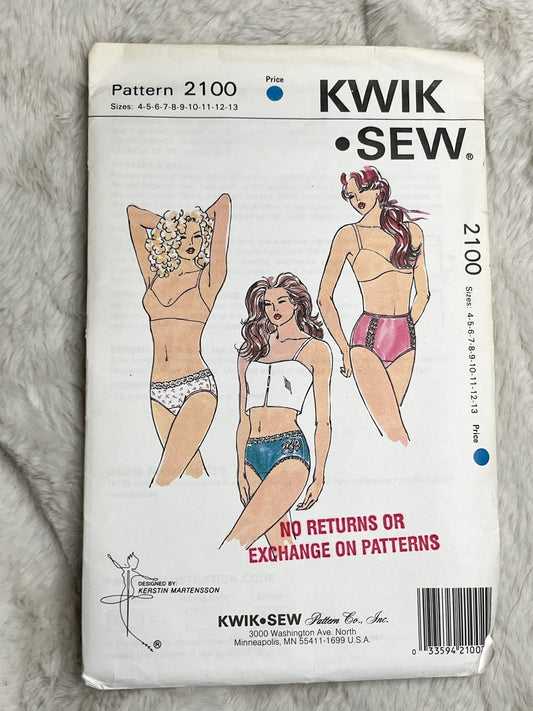 Pattern 2100
Price
Sizes: 4-5-6-7-8-9-10-11-12-13
KWIK
•SEW®
2100
Sizes: 4-5-6-7-8-9-10-11-12-13
Price
NO RETURNS OR
EXCHANGE ON PATTERNS
DESIGNED BY:
KERSTIN MARTENSSON
®
KWIK•SEW Pattern Co., Inc.
3000 Washington Ave. North
Minneapolis, MN 55411-1699 U.S.A.
0 33594 2100